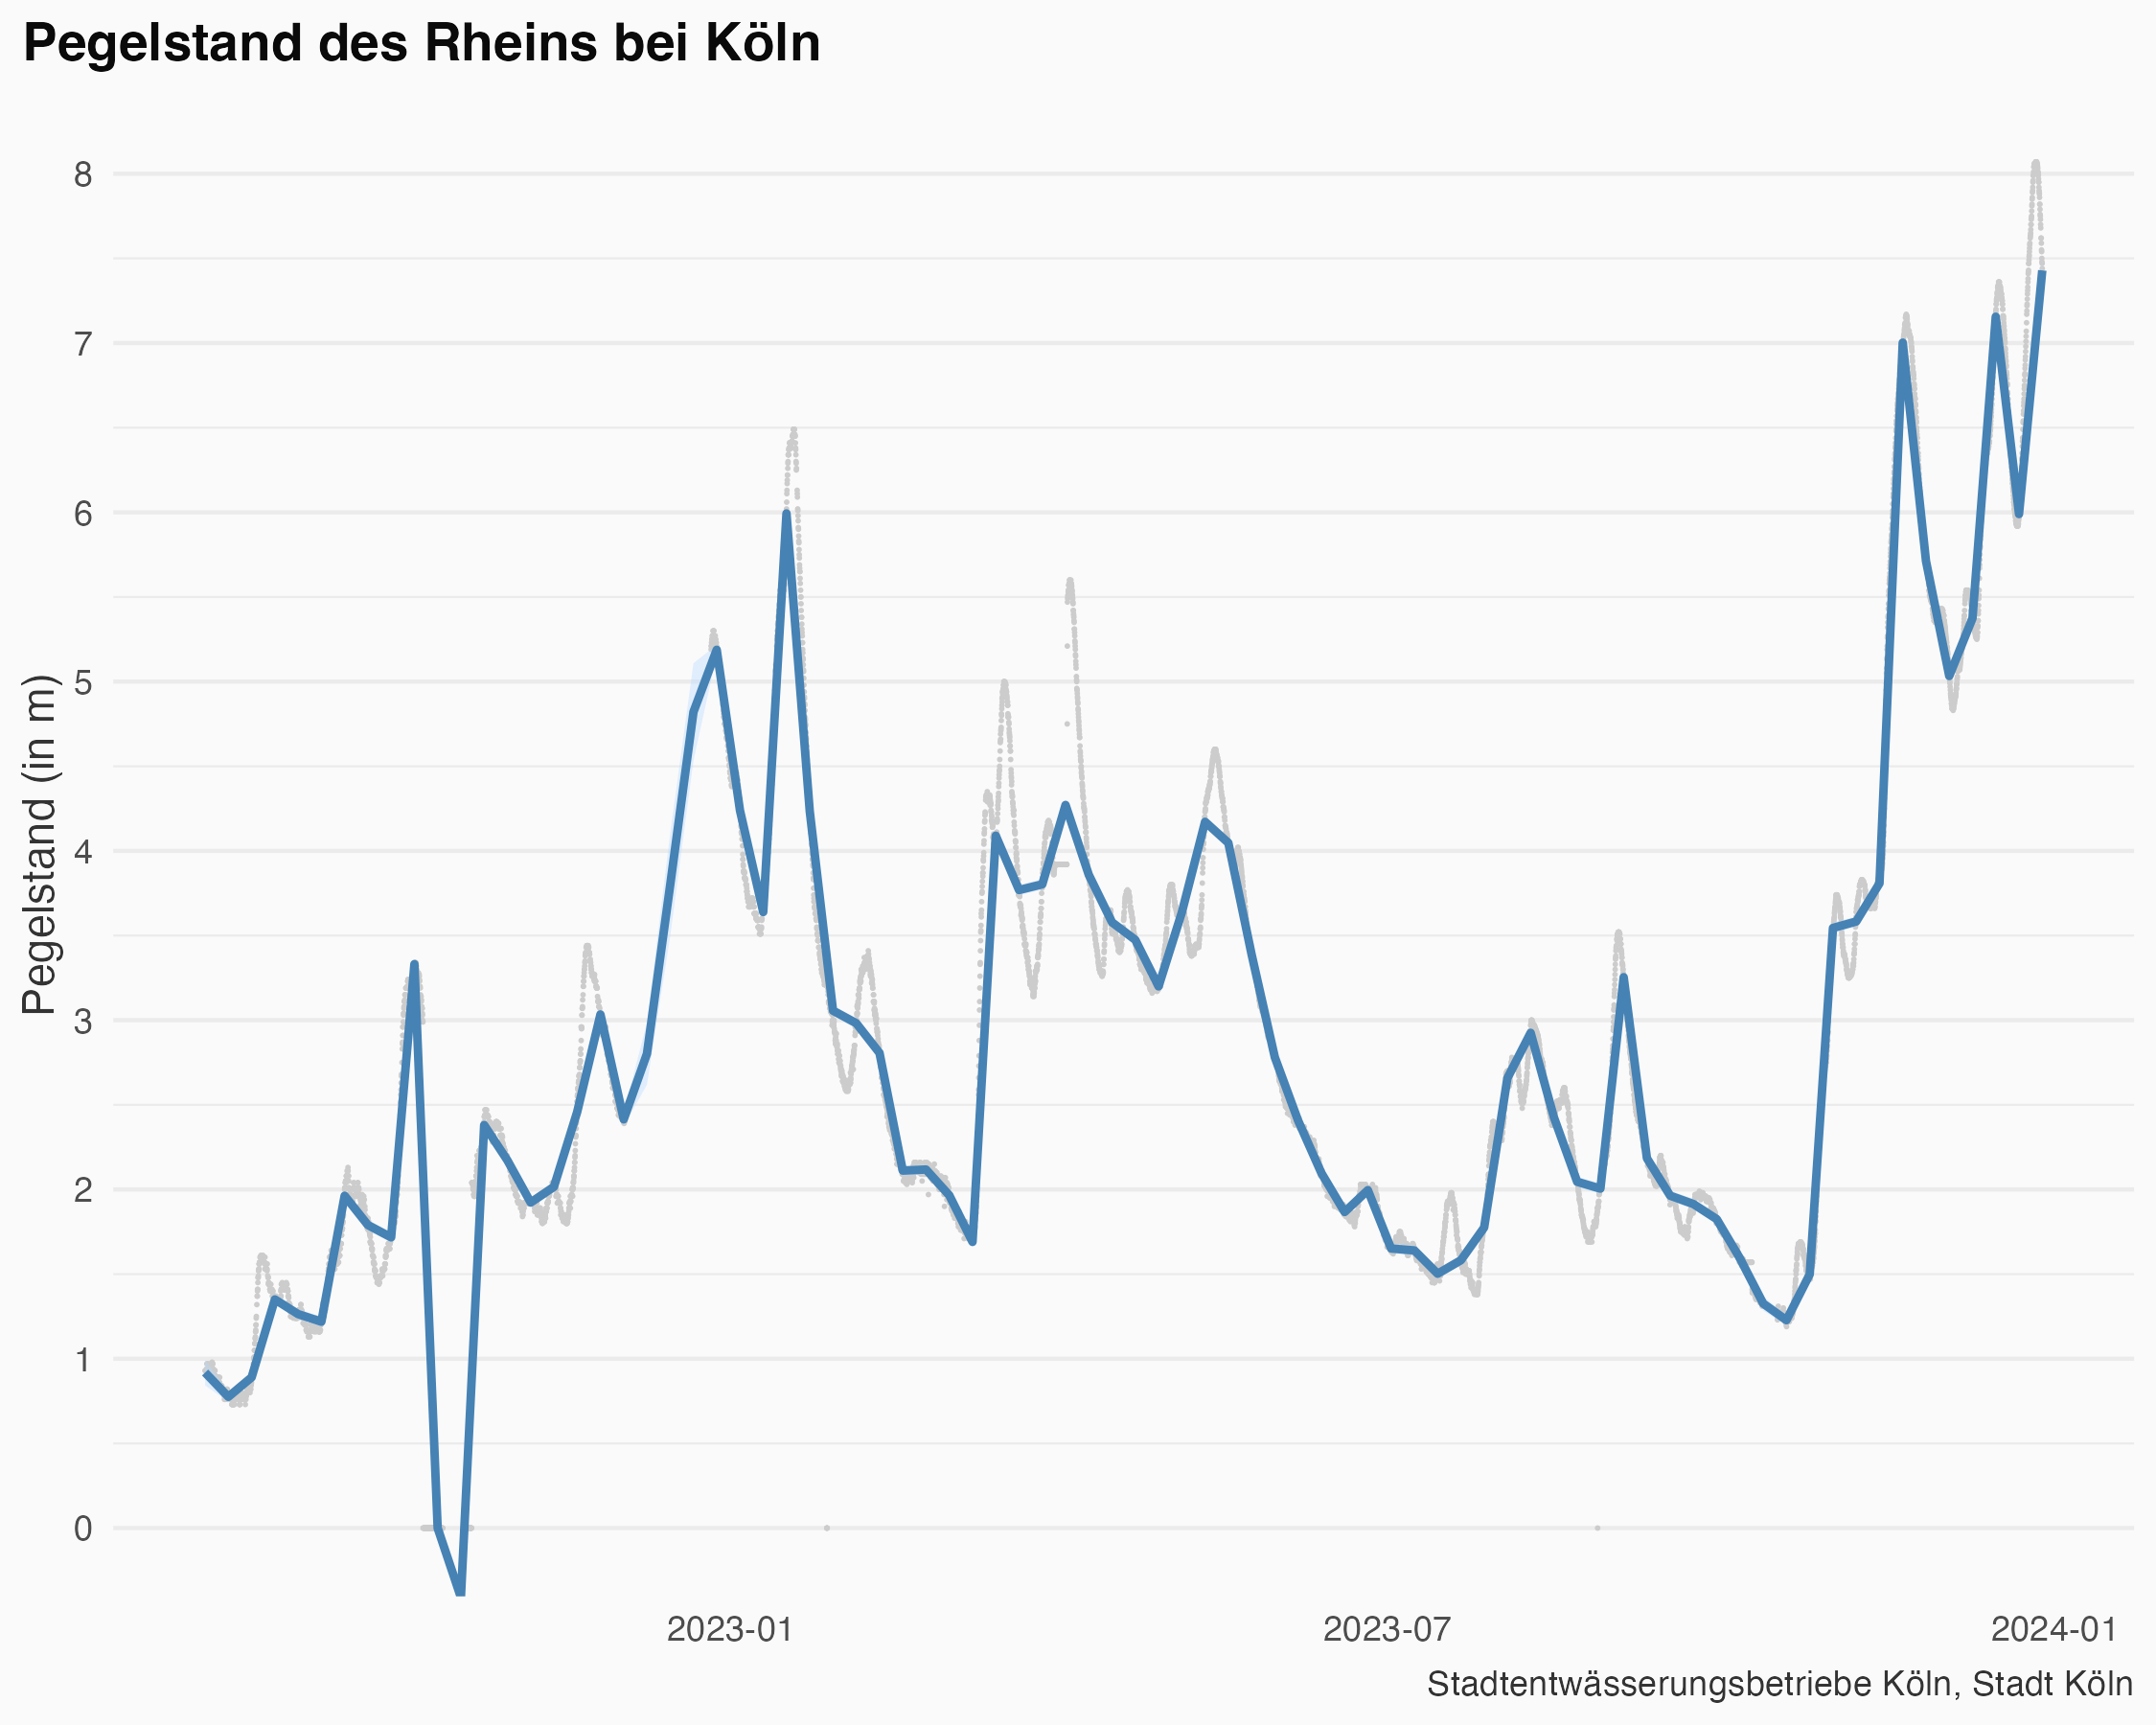 Pegelstand des Rheins bei Köln
Pegelstand (in m)
8
7
6
5
4
3
2
1
0
2023-01 2023-07 2024-01
Stadtentwässerungsbetriebe Köln, Stadt Köln